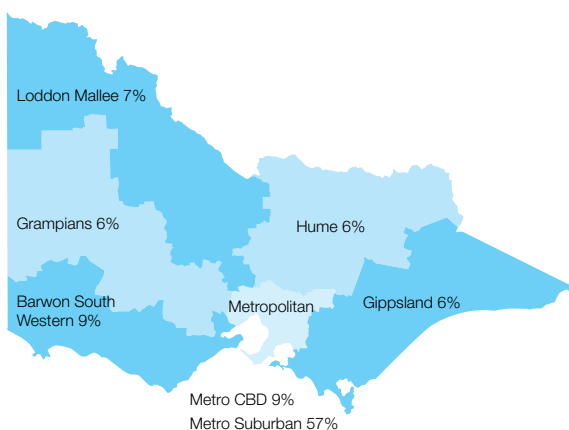 Loddon Mallee 7%
Grampians 6%
Hume 6%
Barwon South
Western 9%
Metropolitan
Gippsland 6%
Metro CBD 9%
Metro Suburban 57%